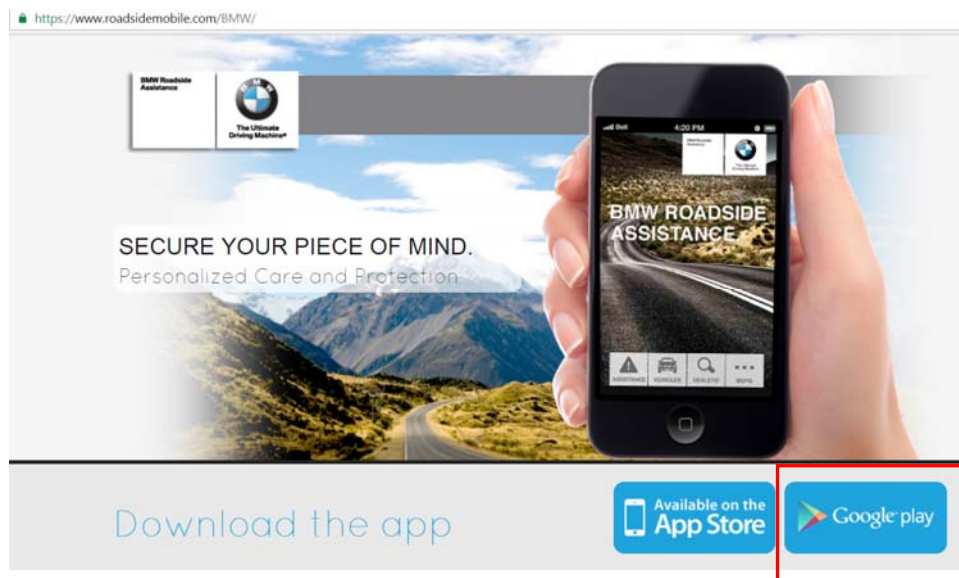 https://www.roadsidemobile.com/BMW/
BMW Roadside
Assistance
BMW
The Ultimate
Driving Machine®
Bell
4:20 PM
BMW ROADSIDE
ASSISTANCE.
SECURE YOUR PIECE OF MIND.
Personalized Care and Protection
ASSISTANCE
VEHICLES
DEALERS
MORE
Download the app
Available on the
App Store
Google play